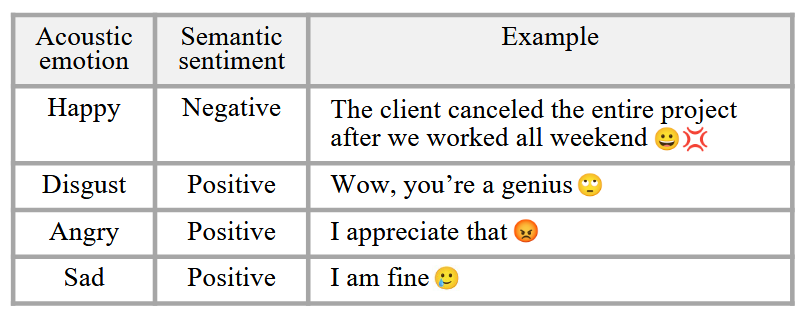 Acoustic emotion Semantic sentiment Example
Happy Negative The client canceled the entire project
after we worked all weekend 😀💢
Disgust Positive Wow, you’re a genius 🙄
Angry Positive I appreciate that 😡
Sad Positive I am fine 🥲